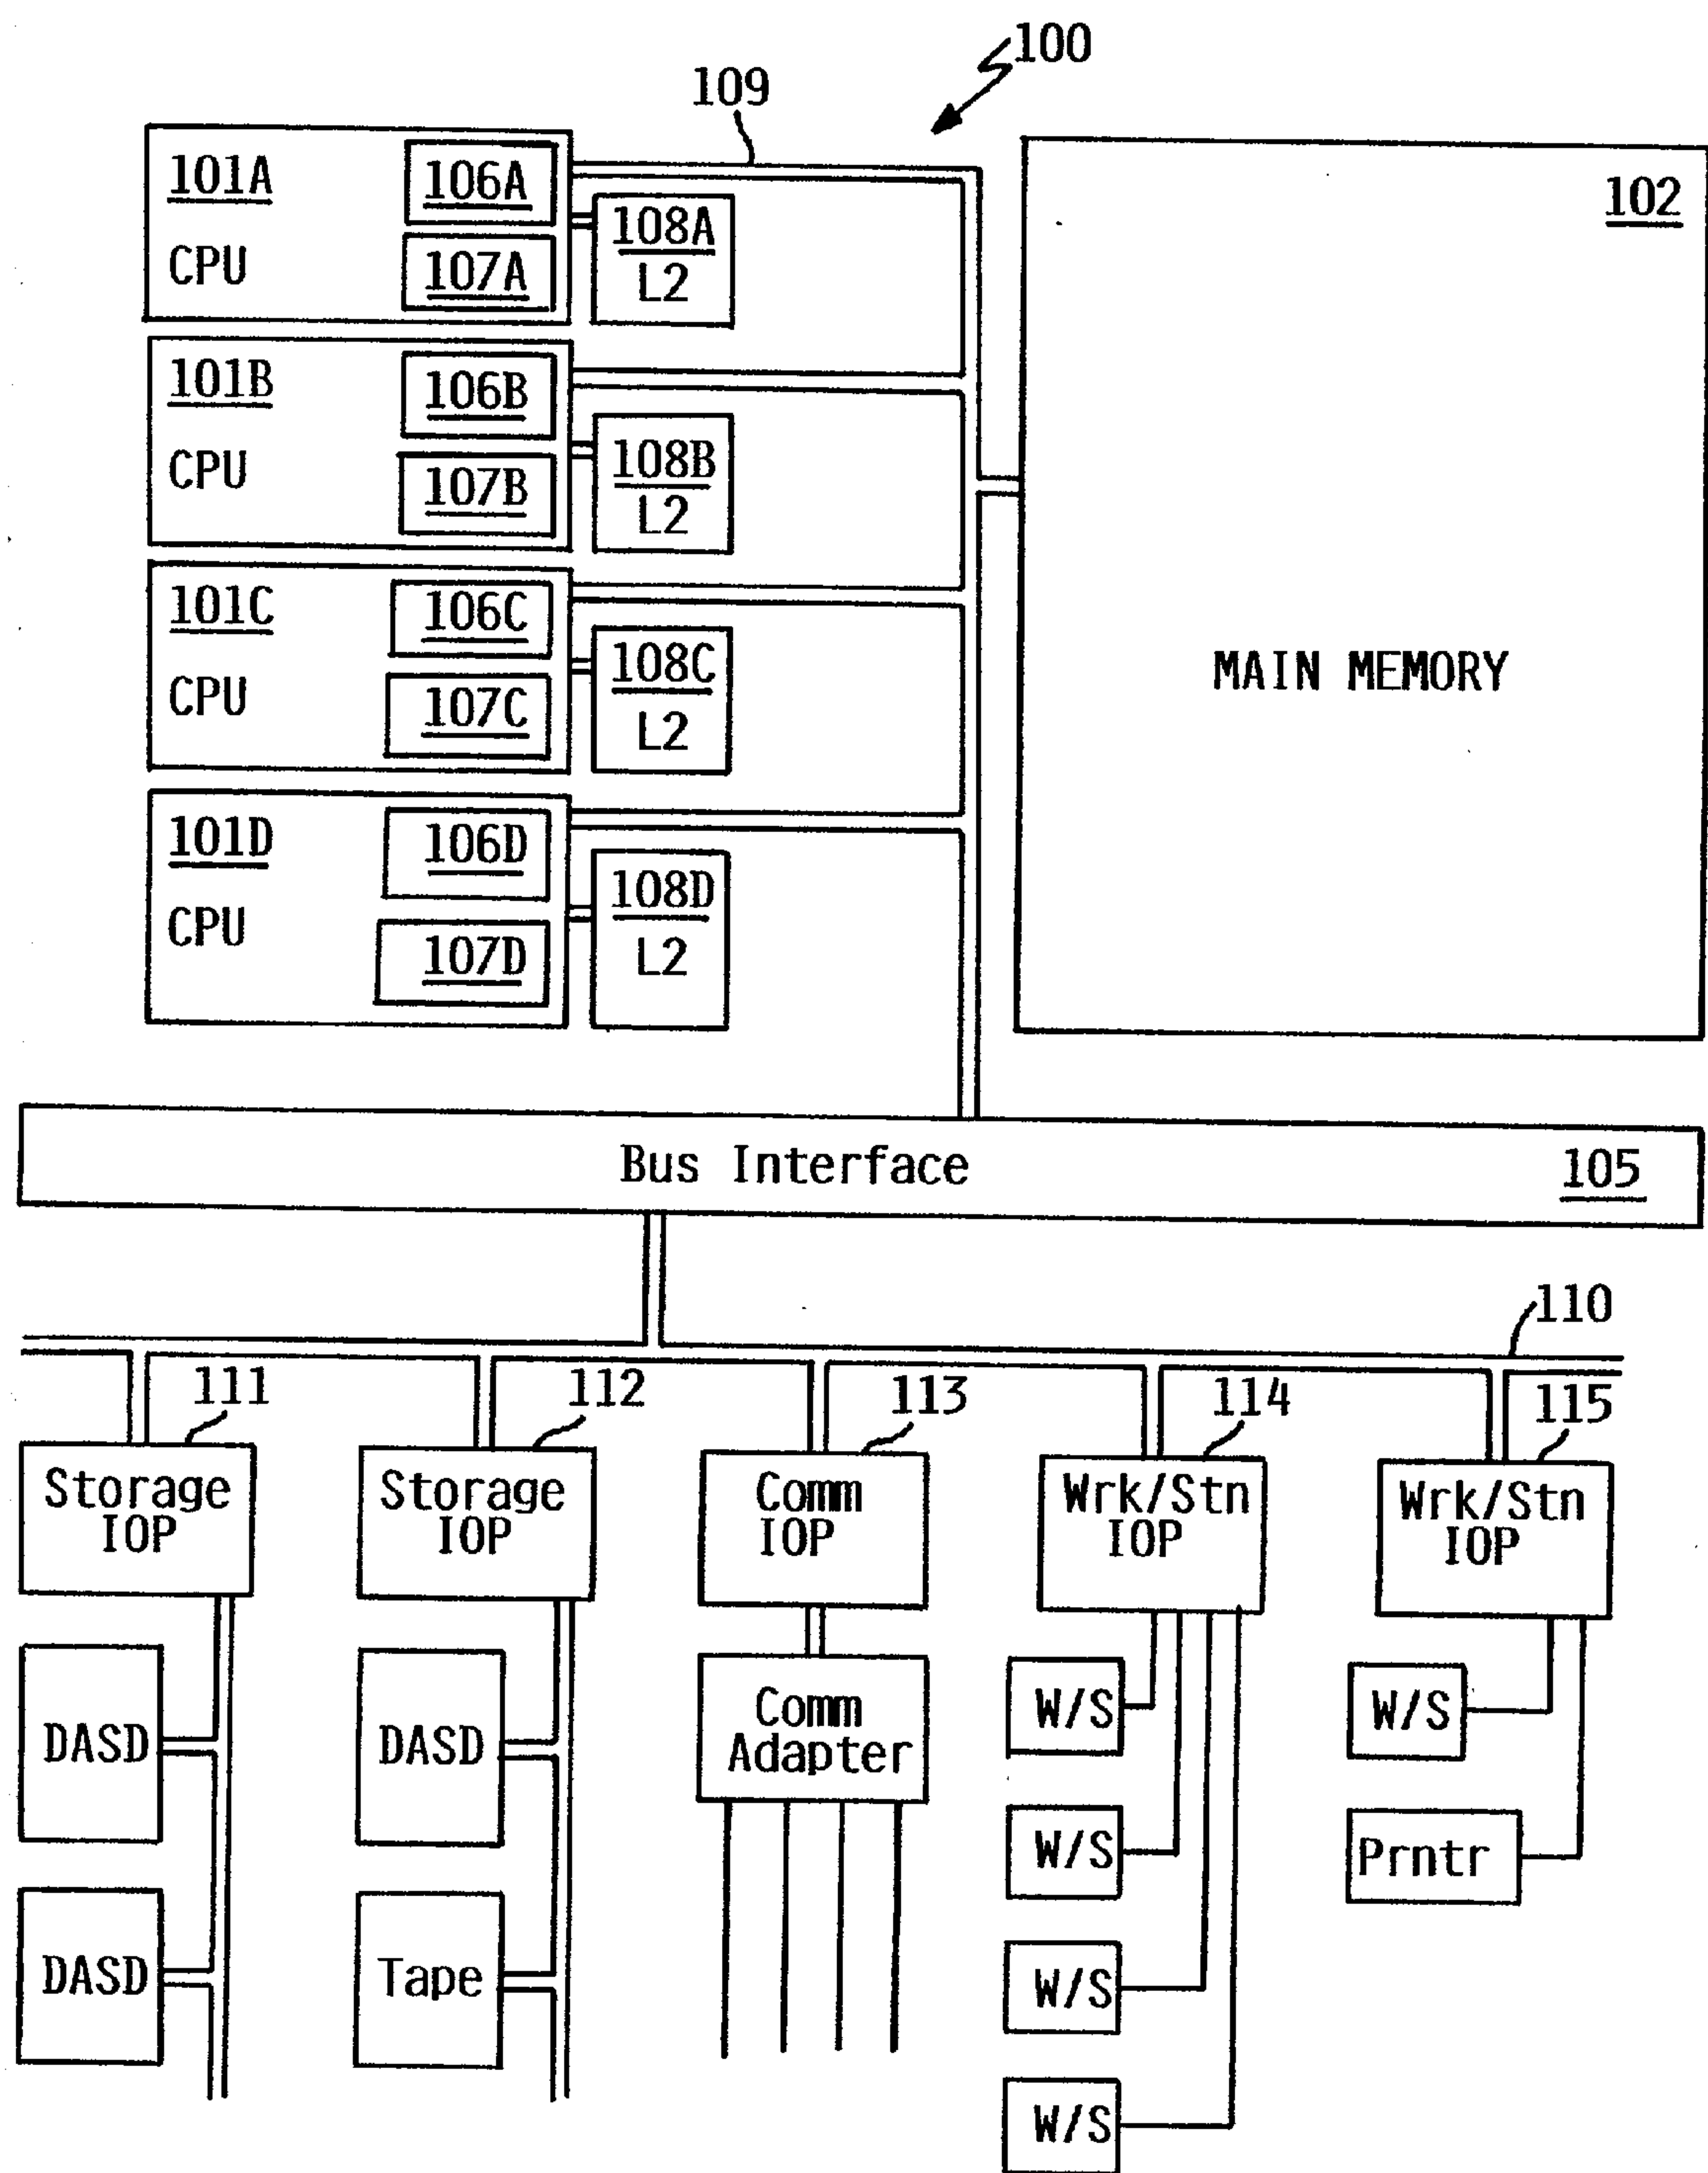 100
109
101A
CPU
106A
107A
108A
L2
102
MAIN MEMORY
101B
CPU
106B
107B
108B
L2
101C
CPU
106C
107C
108C
L2
101D
CPU
106D
107D
108D
L2
Bus Interface
105
110
111
112
113
114
115
Storage
IOP
Storage
IOP
Comm
IOP
Wrk/Stn
IOP
Wrk/Stn
IOP
DASD
DASD
Comm
Adapter
W/S
W/S
W/S
Prntr
DASD
Tape
W/S
W/S